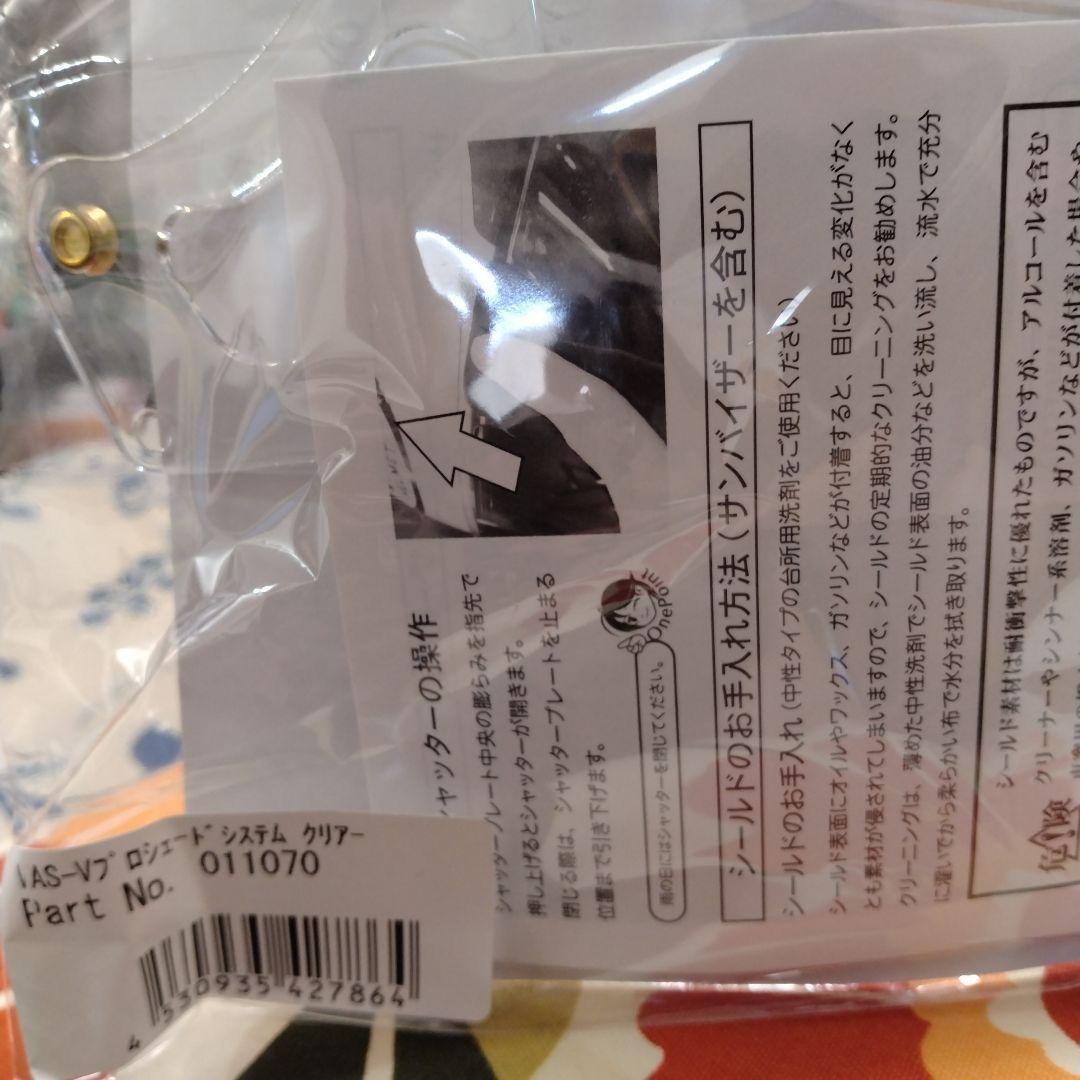 シャッターの操作
シャッタープレート中央の膨らみを指先で
押し上げるとシャッターが開きます。
閉じる際は、シャッタープレートを止まる
位置まで引き下げます。
雨の日にはシャッターを閉じてください。
OnePoint
シールドのお手入れ方法(サンバイザーを含む)
シールドのお手入れ(中性タイプの台所用洗剤をご使用ください)
シールド表面にオイルやワックス、ガソリンなどが付着すると、目に見える変化がなく
とも素材が侵されてしまいますので、シールドの定期的なクリーニングをお勧めします。
クリーニングは、薄めた中性洗剤でシールド表面の油分などを洗い流し、流水で充分
に濯いでから柔らかい布で水分を拭き取ります。
危険
シールド素材は耐衝撃性に優れたものですが、アルコールを含む
クリーナーやシンナー系溶剤、ガソリンなどが付着した場合や
VAS-Vプロシェードシステム クリアー
Part No. 011070
4 530935 427864